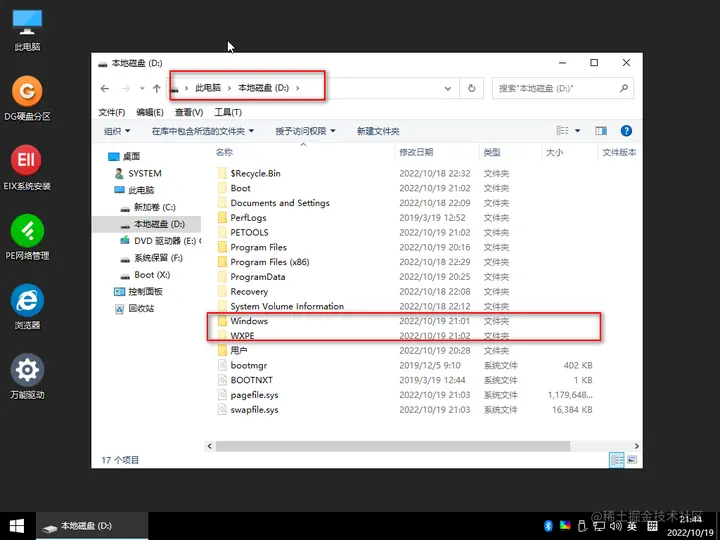 此电脑
DG硬盘分区
EIX系统安装
PE网络管理
浏览器
万能驱动
本地磁盘 (D:)
此电脑 › 本地磁盘 (D:) ›
搜索"本地磁盘 (D:)"
文件(F) 编辑(E) 查看(V) 工具(T)
组织 在库中包含所选的文件夹 授予访问权限 新建文件夹
桌面
SYSTEM
此电脑
新加卷 (C:)
本地磁盘 (D:)
DVD 驱动器 (E:) C
系统保留 (F:)
Boot (X:)
控制面板
回收站
名称 修改日期 类型 大小 文件版本
$Recycle.Bin 2022/10/18 22:32 文件夹
Boot 2022/10/19 21:02 文件夹
Documents and Settings 2022/10/18 22:09 文件夹
PerfLogs 2019/3/19 12:52 文件夹
PETOOLS 2022/10/19 21:02 文件夹
Program Files 2022/10/19 20:16 文件夹
Program Files (x86) 2022/10/18 22:29 文件夹
ProgramData 2022/10/19 20:25 文件夹
Recovery 2022/10/18 22:08 文件夹
System Volume Information 2022/10/18 22:12 文件夹
Windows 2022/10/19 21:01 文件夹
WXPE 2022/10/19 21:02 文件夹
用户 2022/10/19 20:28 文件夹
bootmgr 2019/12/5 9:10 系统文件 402 KB
BOOTNXT 2019/3/19 12:44 系统文件 1 KB
pagefile.sys 2022/10/19 21:03 系统文件 1,179,648...
swapfile.sys 2022/10/19 21:03 系统文件 16,384 KB
17 个项目
@稀土掘金技术社区
本地磁盘 (D:)
英
21:44
2022/10/19